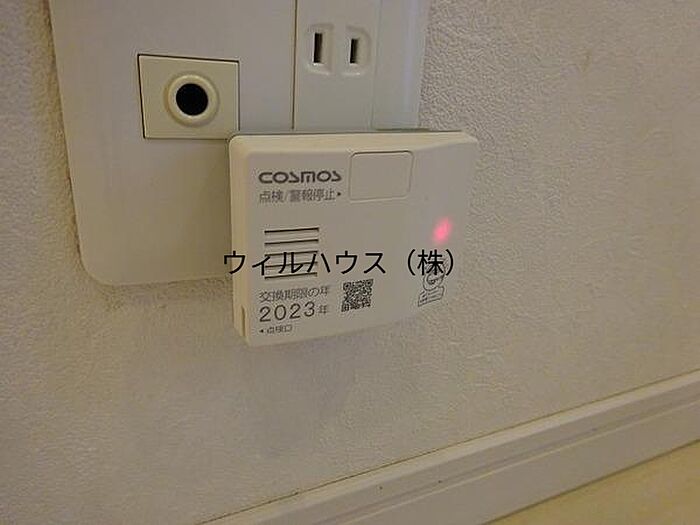 COSMOS
点検/警報停止▸
ウィルハウス（株）
交換期限の年
2023年
◂点検口